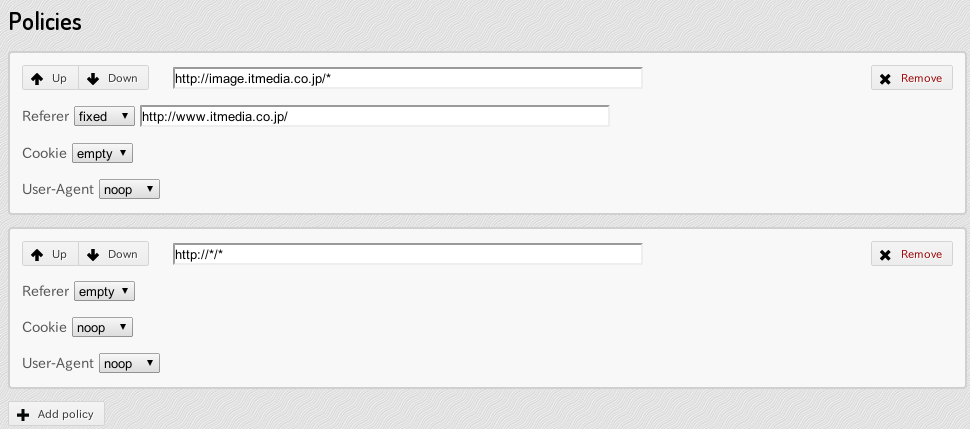 Policies
Up Down http://image.itmedia.co.jp/* Remove
Referer fixed http://www.itmedia.co.jp/
Cookie empty
User-Agent noop
Up Down http://*/* Remove
Referer empty
Cookie noop
User-Agent noop
Add policy